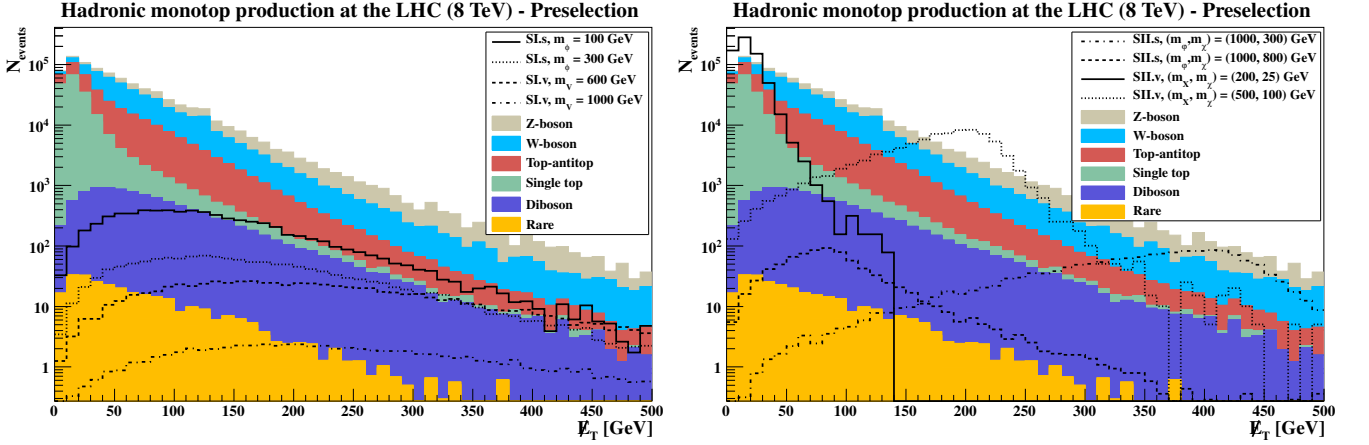 Hadronic monotop production at the LHC (8 TeV) - Preselection
N_events
10^5
10^4
10^3
10^2
10
1
SI.s, m_ϕ = 100 GeV
SI.s, m_ϕ = 300 GeV
SI.v, m_V = 600 GeV
SI.v, m_V = 1000 GeV
Z-boson
W-boson
Top-antitop
Single top
Diboson
Rare
0 50 100 150 200 250 300 350 400 450 500
E̸_T [GeV]
Hadronic monotop production at the LHC (8 TeV) - Preselection
N_events
10^5
10^4
10^3
10^2
10
1
SII.s, (m_φ,m_χ) = (1000, 300) GeV
SII.s, (m_φ,m_χ) = (1000, 800) GeV
SII.v, (m_X, m_χ) = (200, 25) GeV
SII.v, (m_X, m_χ) = (500, 100) GeV
Z-boson
W-boson
Top-antitop
Single top
Diboson
Rare
0 50 100 150 200 250 300 350 400 450 500
E̸_T [GeV]